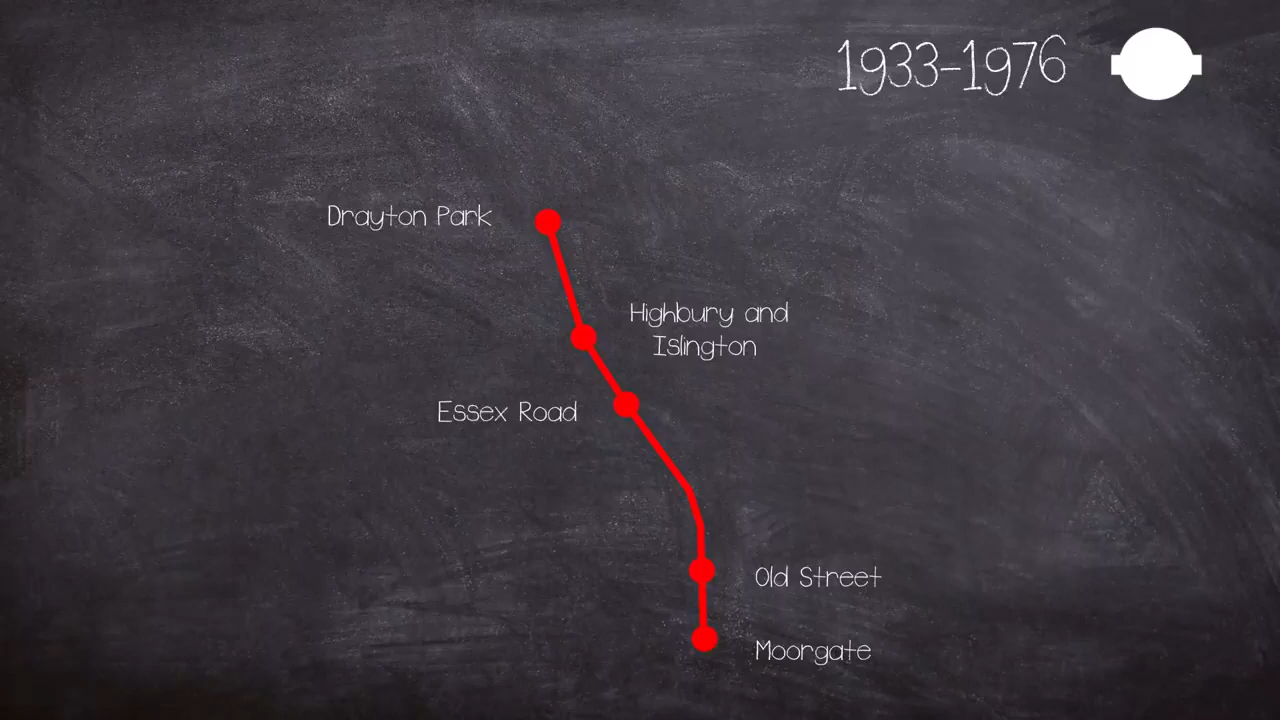 1933-1976
Drayton Park
Highbury and
Islington
Essex Road
Old Street
Moorgate